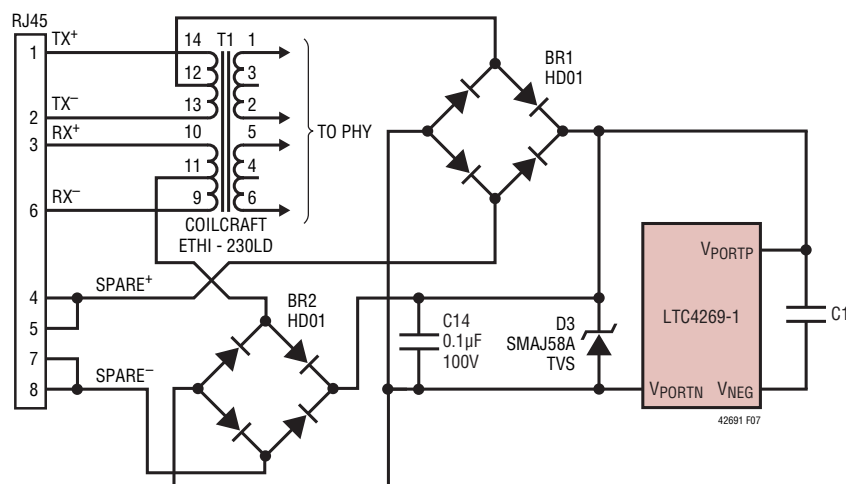 RJ45
1
TX+
2
TX−
3
RX+
6
RX−
4
SPARE+
5
7
8
SPARE−
14
T1
1
12
3
13
2
10
5
11
4
9
6
TO PHY
COILCRAFT
ETHI - 230LD
BR1
HD01
BR2
HD01
C14
0.1µF
100V
D3
SMAJ58A
TVS
VPORTP
LTC4269-1
VPORTN
VNEG
C1
42691 F07